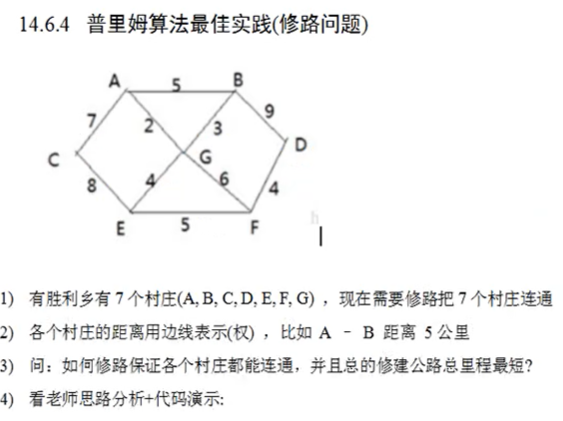 14.6.4 普里姆算法最佳实践(修路问题)
A 5 B
7 2 3 9
C G D
8 4 6 4
E 5 F
1) 有胜利乡有 7 个村庄(A, B, C, D, E, F, G) ，现在需要修路把 7 个村庄连通
2) 各个村庄的距离用边线表示(权) ，比如 A – B 距离 5 公里
3) 问：如何修路保证各个村庄都能连通，并且总的修建公路总里程最短?
4) 看老师思路分析+代码演示: